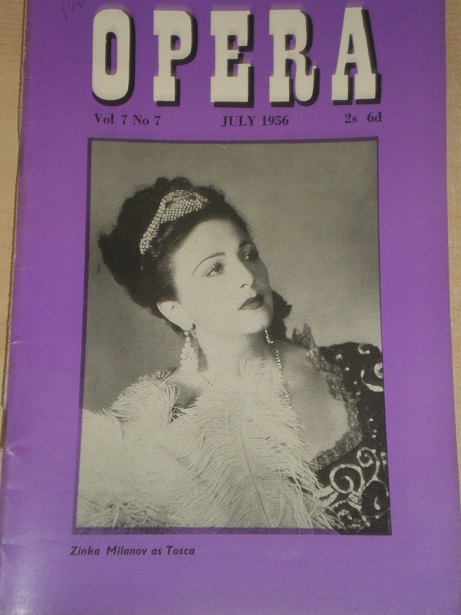 OPERA
Vol 7 No 7 JULY 1956 2s 6d
Zinka Milanov as Tosca